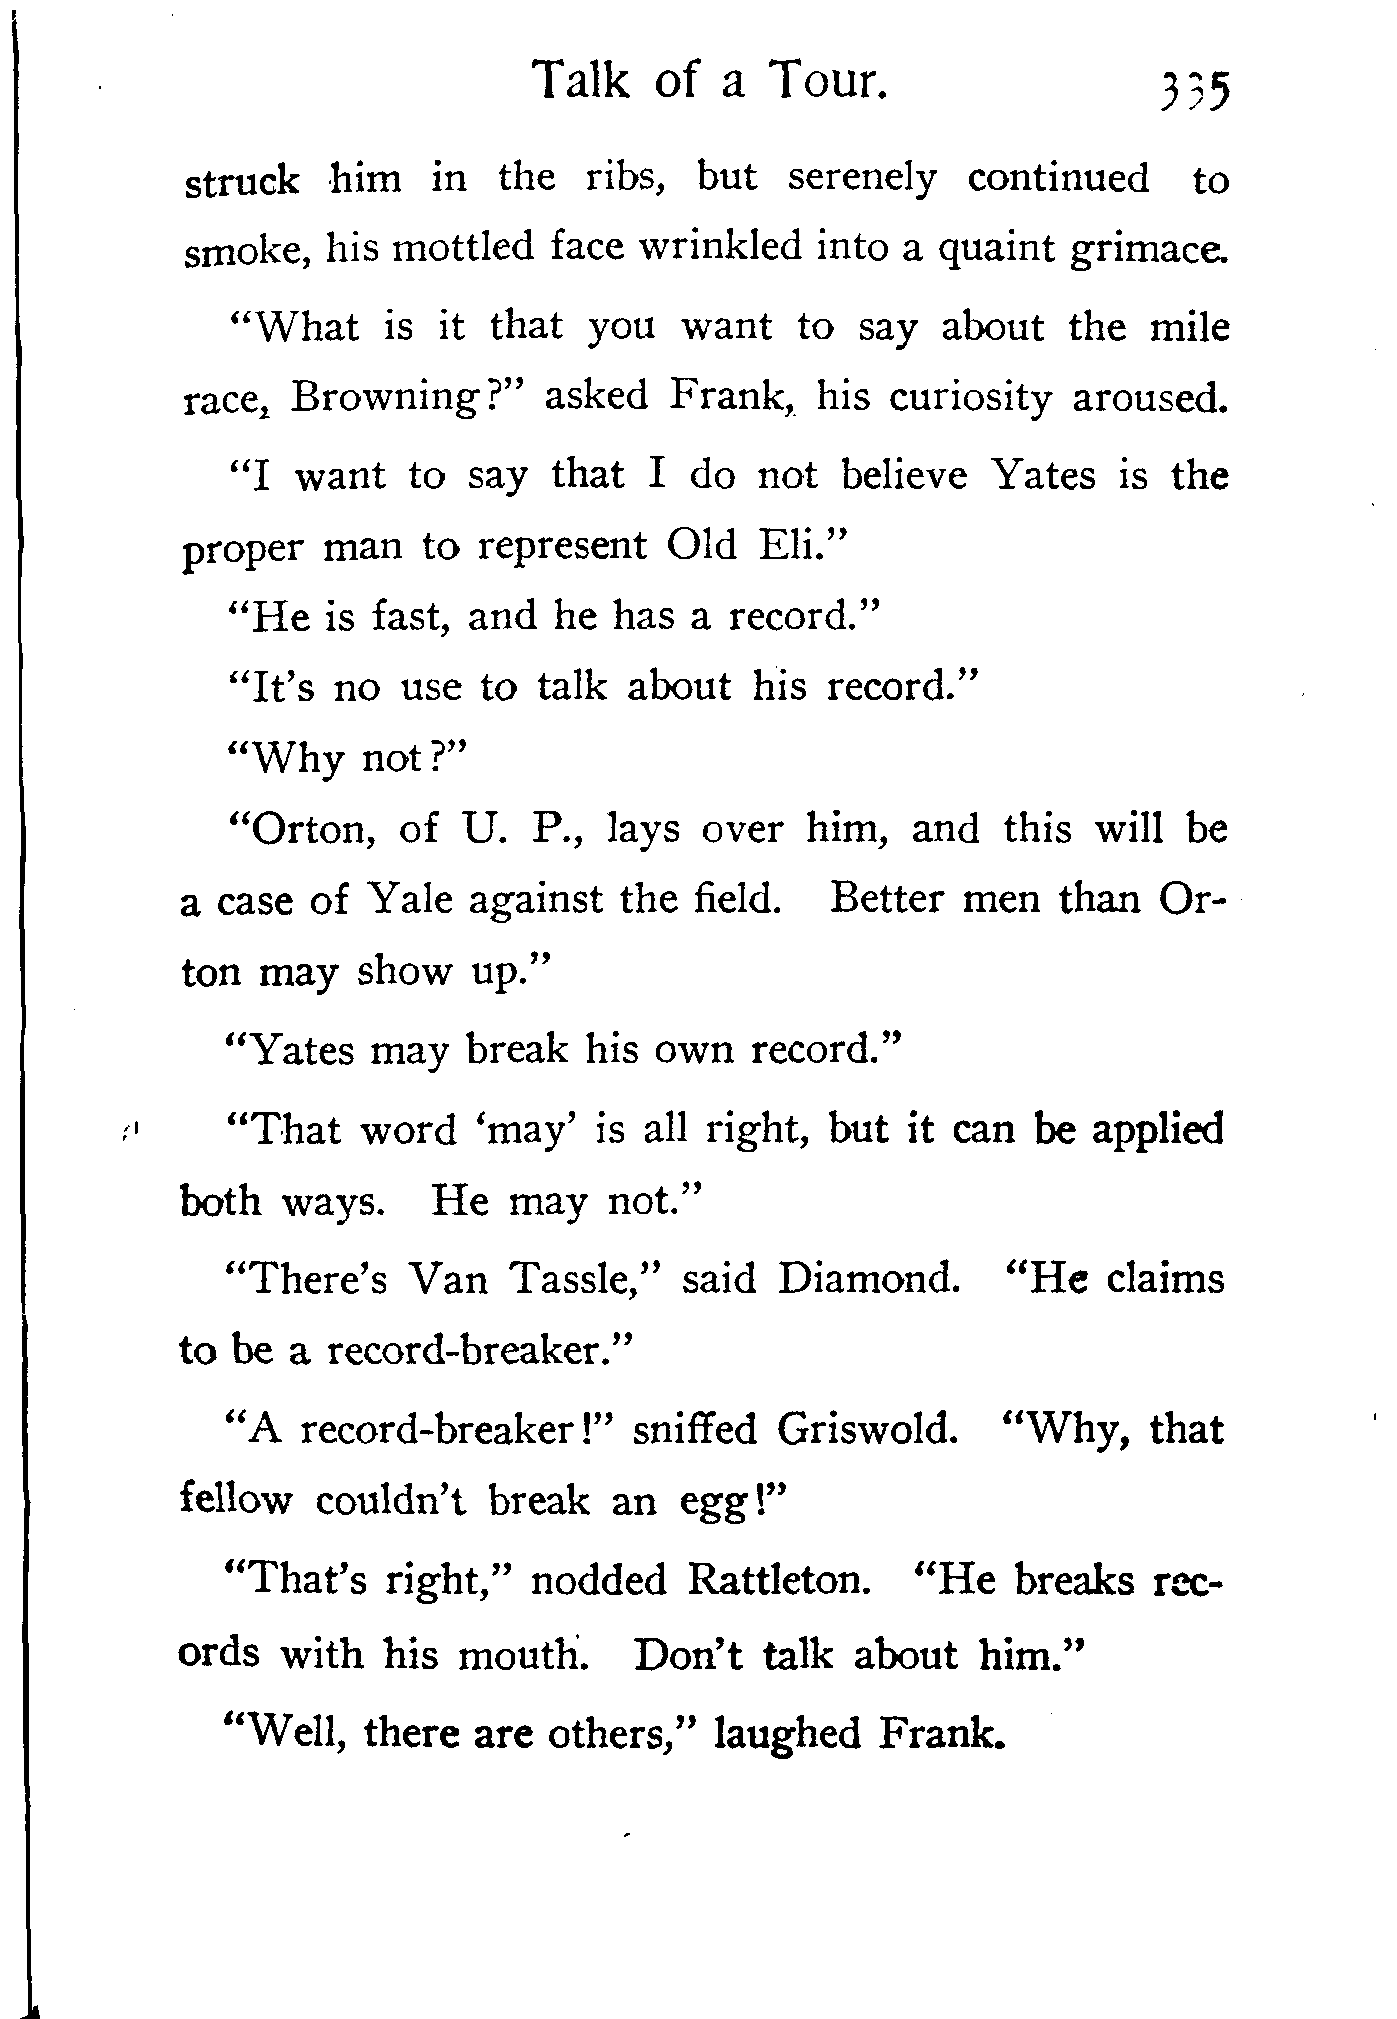 Talk of a Tour. 335
struck him in the ribs, but serenely continued to
smoke, his mottled face wrinkled into a quaint grimace.
“What is it that you want to say about the mile
race, Browning?” asked Frank, his curiosity aroused.
“I want to say that I do not believe Yates is the
proper man to represent Old Eli.”
“He is fast, and he has a record.”
“It’s no use to talk about his record.”
“Why not?”
“Orton, of U. P., lays over him, and this will be
a case of Yale against the field. Better men than Or-
ton may show up.”
“Yates may break his own record.”
“That word ‘may’ is all right, but it can be applied
both ways. He may not.”
“There’s Van Tassle,” said Diamond. “He claims
to be a record-breaker.”
“A record-breaker!” sniffed Griswold. “Why, that
fellow couldn’t break an egg!”
“That’s right,” nodded Rattleton. “He breaks rec-
ords with his mouth. Don’t talk about him.”
“Well, there are others,” laughed Frank.